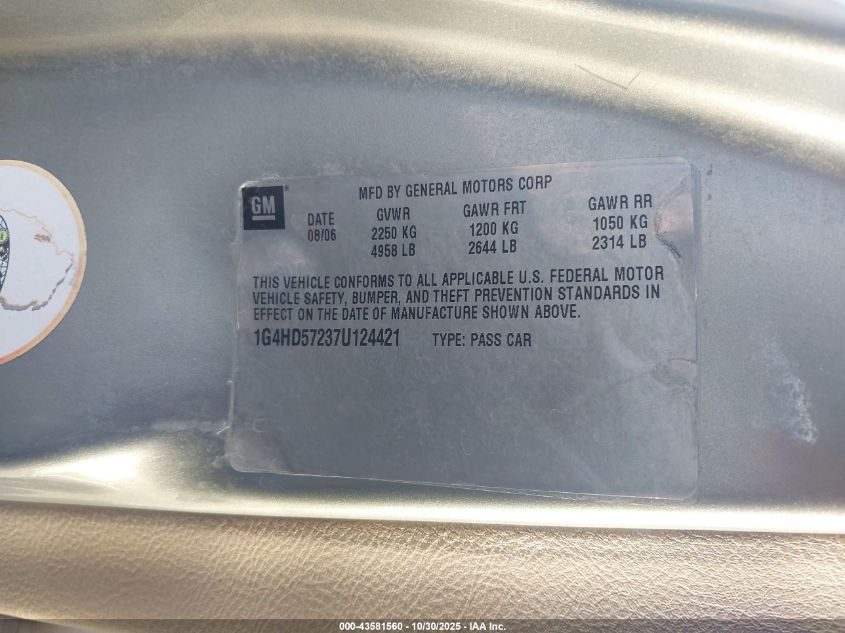 GM ® MFD BY GENERAL MOTORS CORP
DATE GVWR GAWR FRT GAWR RR
08/06 2250 KG 1200 KG 1050 KG
4958 LB 2644 LB 2314 LB
THIS VEHICLE CONFORMS TO ALL APPLICABLE U.S. FEDERAL MOTOR
VEHICLE SAFETY, BUMPER, AND THEFT PREVENTION STANDARDS IN
EFFECT ON THE DATE OF MANUFACTURE SHOWN ABOVE.
1G4HD57237U124421 TYPE: PASS CAR
000-43581560 • 10/30/2025 • IAA Inc.